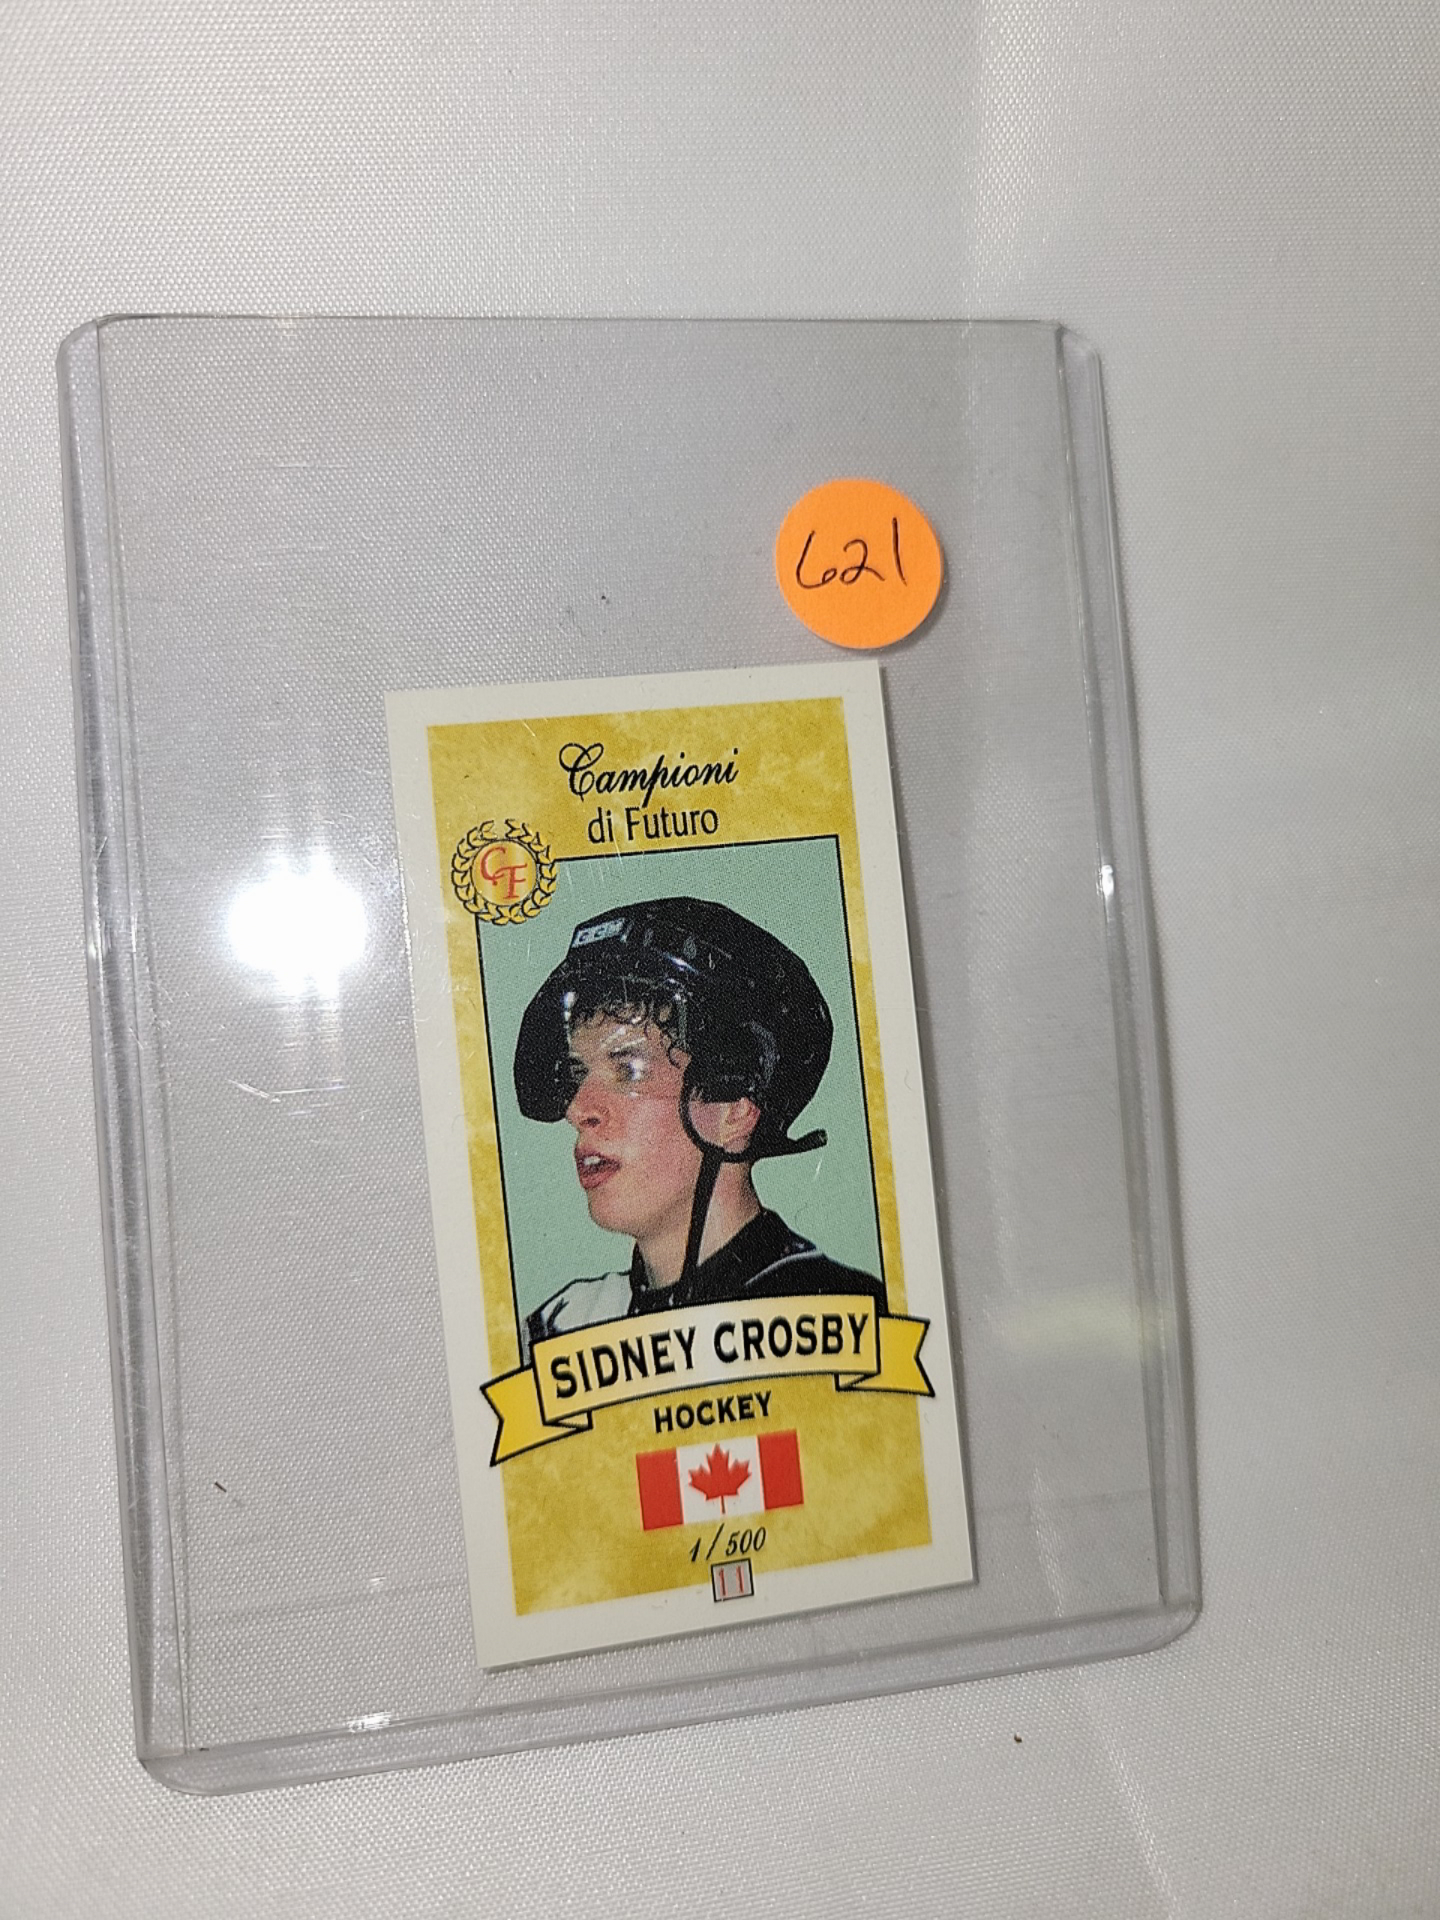 621
Campioni
di Futuro
CF
CCM
SIDNEY CROSBY
HOCKEY
1/500
11